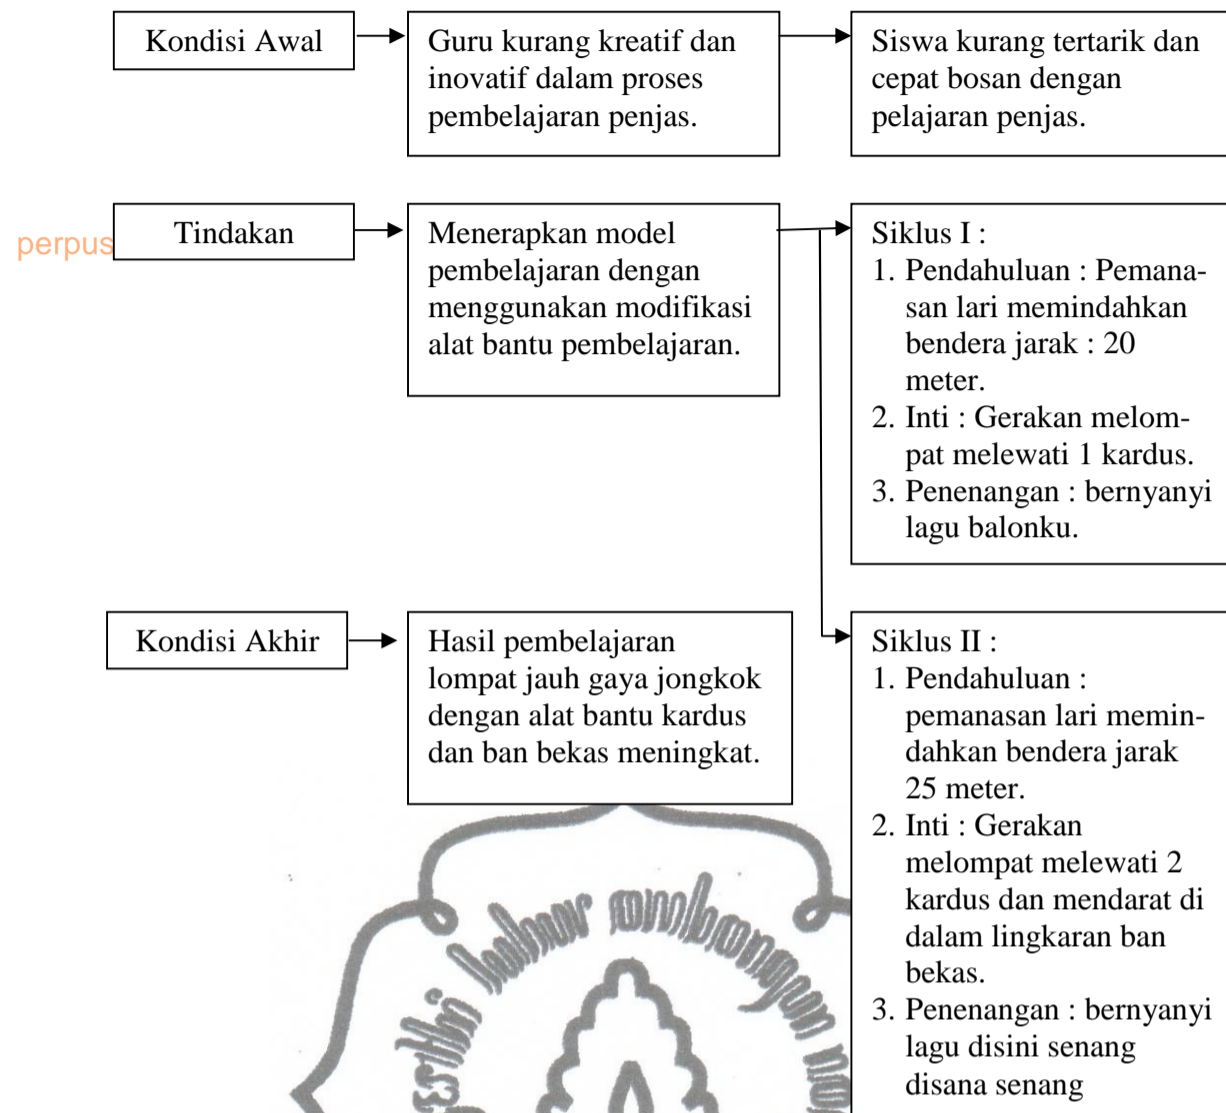 Kondisi Awal
Guru kurang kreatif dan
inovatif dalam proses
pembelajaran penjas.
Siswa kurang tertarik dan
cepat bosan dengan
pelajaran penjas.
perpus
Tindakan
Menerapkan model
pembelajaran dengan
menggunakan modifikasi
alat bantu pembelajaran.
Siklus I :
1. Pendahuluan : Pemana-
san lari memindahkan
bendera jarak : 20
meter.
2. Inti : Gerakan melom-
pat melewati 1 kardus.
3. Penenangan : bernyanyi
lagu balonku.
Kondisi Akhir
Hasil pembelajaran
lompat jauh gaya jongkok
dengan alat bantu kardus
dan ban bekas meningkat.
Siklus II :
1. Pendahuluan :
pemanasan lari memin-
dahkan bendera jarak
25 meter.
2. Inti : Gerakan
melompat melewati 2
kardus dan mendarat di
dalam lingkaran ban
bekas.
3. Penenangan : bernyanyi
lagu disini senang
disana senang